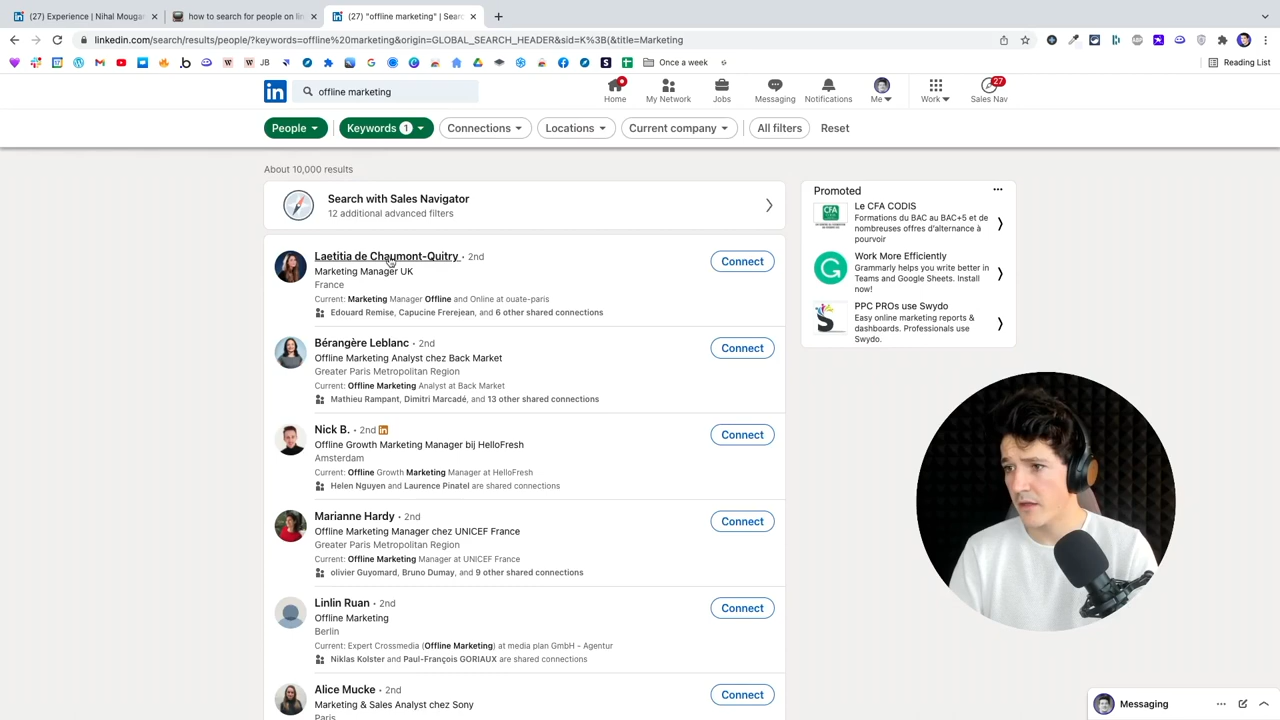 (27) Experience | Nihal Mougan
how to search for people on lin
(27) "offline marketing" | Searc
linkedin.com/search/results/people/?keywords=offline%20marketing&origin=GLOBAL_SEARCH_HEADER&sid=K%3B(&title=Marketing
JB
Once a week
Reading List
in
offline marketing
Home
My Network
Jobs
Messaging
Notifications
Me
Work
27
Sales Nav
People
Keywords 1
Connections
Locations
Current company
All filters
Reset
About 10,000 results
Search with Sales Navigator
12 additional advanced filters
Laetitia de Chaumont-Quitry • 2nd
Marketing Manager UK
France
Current: Marketing Manager Offline and Online at ouate-paris
Edouard Remise, Capucine Frerejean, and 6 other shared connections
Connect
Bérangère Leblanc • 2nd
Offline Marketing Analyst chez Back Market
Greater Paris Metropolitan Region
Current: Offline Marketing Analyst at Back Market
Mathieu Rampant, Dimitri Marcadé, and 13 other shared connections
Connect
Nick B. • 2nd in
Offline Growth Marketing Manager bij HelloFresh
Amsterdam
Current: Offline Growth Marketing Manager at HelloFresh
Helen Nguyen and Laurence Pinatel are shared connections
Connect
Marianne Hardy • 2nd
Offline Marketing Manager chez UNICEF France
Greater Paris Metropolitan Region
Current: Offline Marketing Manager at UNICEF France
olivier Guyomard, Bruno Dumay, and 9 other shared connections
Connect
Linlin Ruan • 2nd
Offline Marketing
Berlin
Current: Expert Crossmedia (Offline Marketing) at media plan GmbH - Agentur
Niklas Kolster and Paul-François GORIAUX are shared connections
Connect
Alice Mucke • 2nd
Marketing & Sales Analyst chez Sony
Paris
Connect
Promoted
CFA
Le CFA CODIS
Formations du BAC au BAC+5 et de
nombreuses offres d'alternance à
pourvoir
Work More Efficiently
Grammarly helps you write better in
Teams and Google Sheets. Install
now!
PPC PROs use Swydo
Easy online marketing reports &
dashboards. Professionals use
Swydo.
Messaging